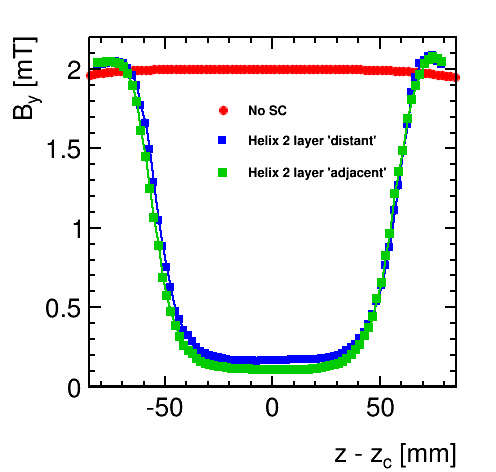 B_y [mT]
2
1.5
1
0.5
0
No SC
Helix 2 layer 'distant'
Helix 2 layer 'adjacent'
-50 0 50
z - z_c [mm]